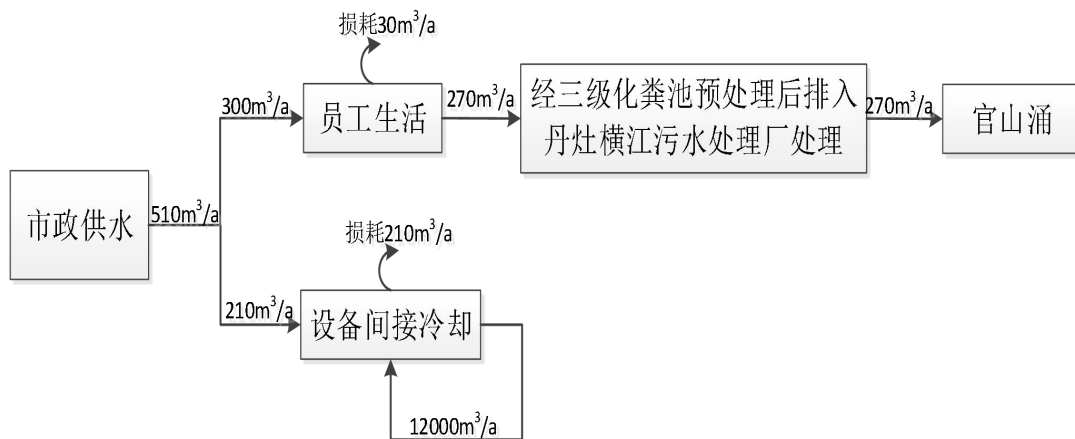 损耗30m³/a
300m³/a
员工生活
270m³/a
经三级化粪池预处理后排入
丹灶横江污水处理厂处理
270m³/a
官山涌
市政供水
510m³/a
损耗210m³/a
210m³/a
设备间接冷却
12000m³/a